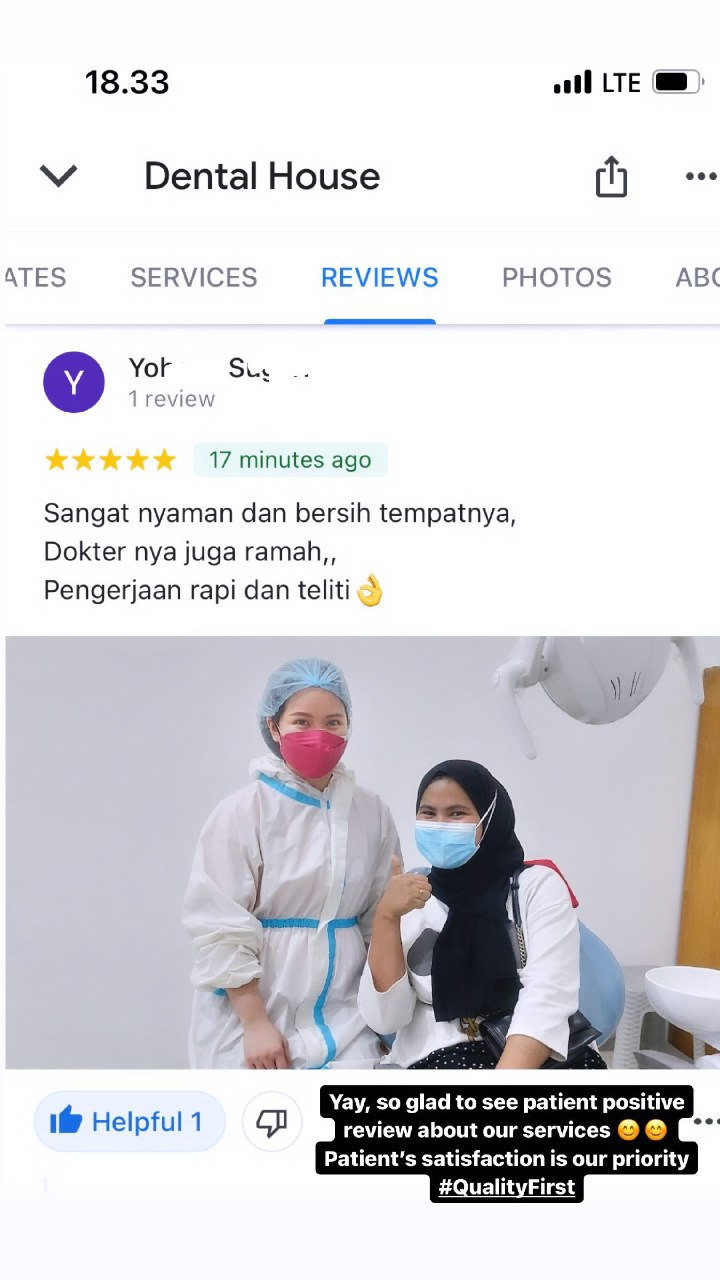 18.33
LTE
Dental House
ATES SERVICES REVIEWS PHOTOS ABO
Y
1 review
17 minutes ago
Sangat nyaman dan bersih tempatnya,
Dokter nya juga ramah,,
Pengerjaan rapi dan teliti👌
Helpful 1
Yay, so glad to see patient positive
review about our services 😊😊
Patient’s satisfaction is our priority
#QualityFirst